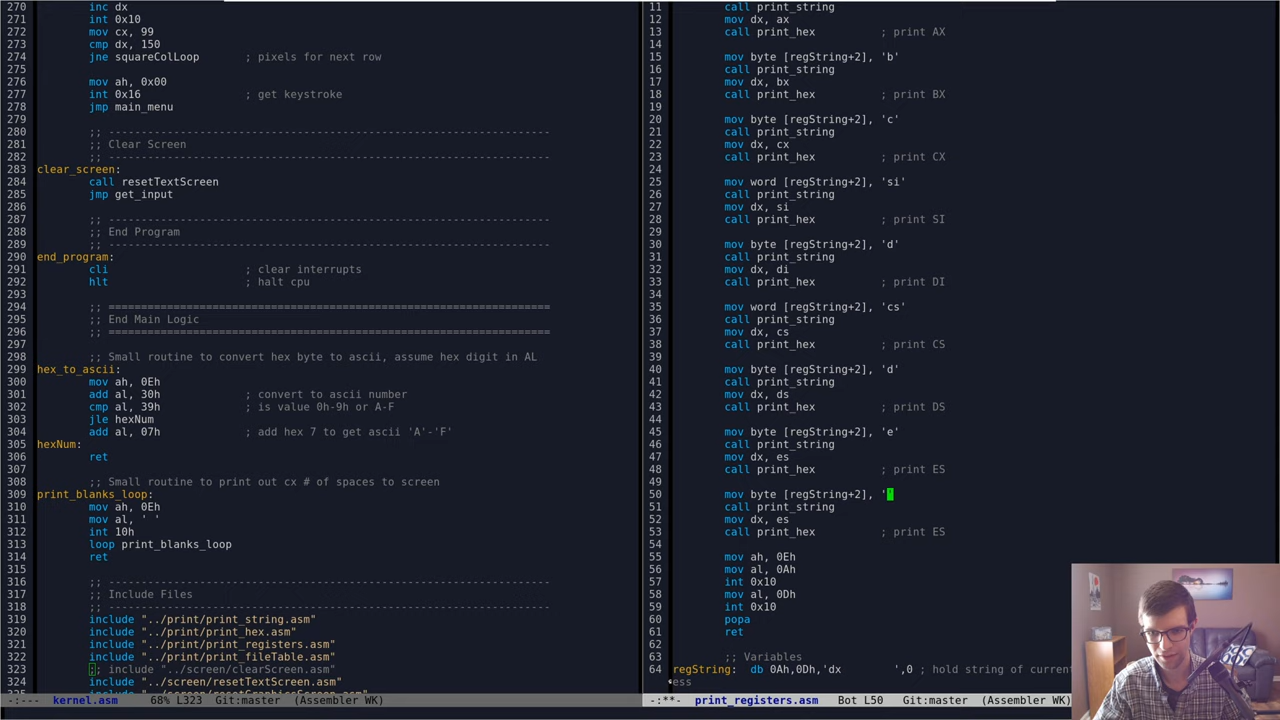 270 inc dx
271 int 0x10
272 mov cx, 99
273 cmp dx, 150
274 jne squareColLoop ; pixels for next row
275
276 mov ah, 0x00
277 int 0x16 ; get keystroke
278 jmp main_menu
279
280 ;; --------------------------------------------------------------------
281 ;; Clear Screen
282 ;; --------------------------------------------------------------------
283 clear_screen:
284 call resetTextScreen
285 jmp get_input
286
287 ;; --------------------------------------------------------------------
288 ;; End Program
289 ;; --------------------------------------------------------------------
290 end_program:
291 cli ; clear interrupts
292 hlt ; halt cpu
293
294 ;; ====================================================================
295 ;; End Main Logic
296 ;; ====================================================================
297
298 ;; Small routine to convert hex byte to ascii, assume hex digit in AL
299 hex_to_ascii:
300 mov ah, 0Eh
301 add al, 30h ; convert to ascii number
302 cmp al, 39h ; is value 0h-9h or A-F
303 jle hexNum
304 add al, 07h ; add hex 7 to get ascii 'A'-'F'
305 hexNum:
306 ret
307
308 ;; Small routine to print out cx # of spaces to screen
309 print_blanks_loop:
310 mov ah, 0Eh
311 mov al, ' '
312 int 10h
313 loop print_blanks_loop
314 ret
315
316 ;; --------------------------------------------------------------------
317 ;; Include Files
318 ;; --------------------------------------------------------------------
319 include "../print/print_string.asm"
320 include "../print/print_hex.asm"
321 include "../print/print_registers.asm"
322 include "../print/print_fileTable.asm"
323 ;; include "../screen/clearScreen.asm"
324 include "../screen/resetTextScreen.asm"
325 include "../screen/resetGraphicsScreen.asm"
-:--- kernel.asm 68% L323 Git:master (Assembler WK)
11 call print_string
12 mov dx, ax
13 call print_hex ; print AX
14
15 mov byte [regString+2], 'b'
16 call print_string
17 mov dx, bx
18 call print_hex ; print BX
19
20 mov byte [regString+2], 'c'
21 call print_string
22 mov dx, cx
23 call print_hex ; print CX
24
25 mov word [regString+2], 'si'
26 call print_string
27 mov dx, si
28 call print_hex ; print SI
29
30 mov byte [regString+2], 'd'
31 call print_string
32 mov dx, di
33 call print_hex ; print DI
34
35 mov word [regString+2], 'cs'
36 call print_string
37 mov dx, cs
38 call print_hex ; print CS
39
40 mov byte [regString+2], 'd'
41 call print_string
42 mov dx, ds
43 call print_hex ; print DS
44
45 mov byte [regString+2], 'e'
46 call print_string
47 mov dx, es
48 call print_hex ; print ES
49
50 mov byte [regString+2], ''
51 call print_string
52 mov dx, es
53 call print_hex ; print ES
54
55 mov ah, 0Eh
56 mov al, 0Ah
57 int 0x10
58 mov al, 0Dh
59 int 0x10
60 popa
61 ret
62
63 ;; Variables
64 regString: db 0Ah,0Dh,'dx ',0 ; hold string of current
ess
-:**- print_registers.asm Bot L50 Git:master (Assembler WK)